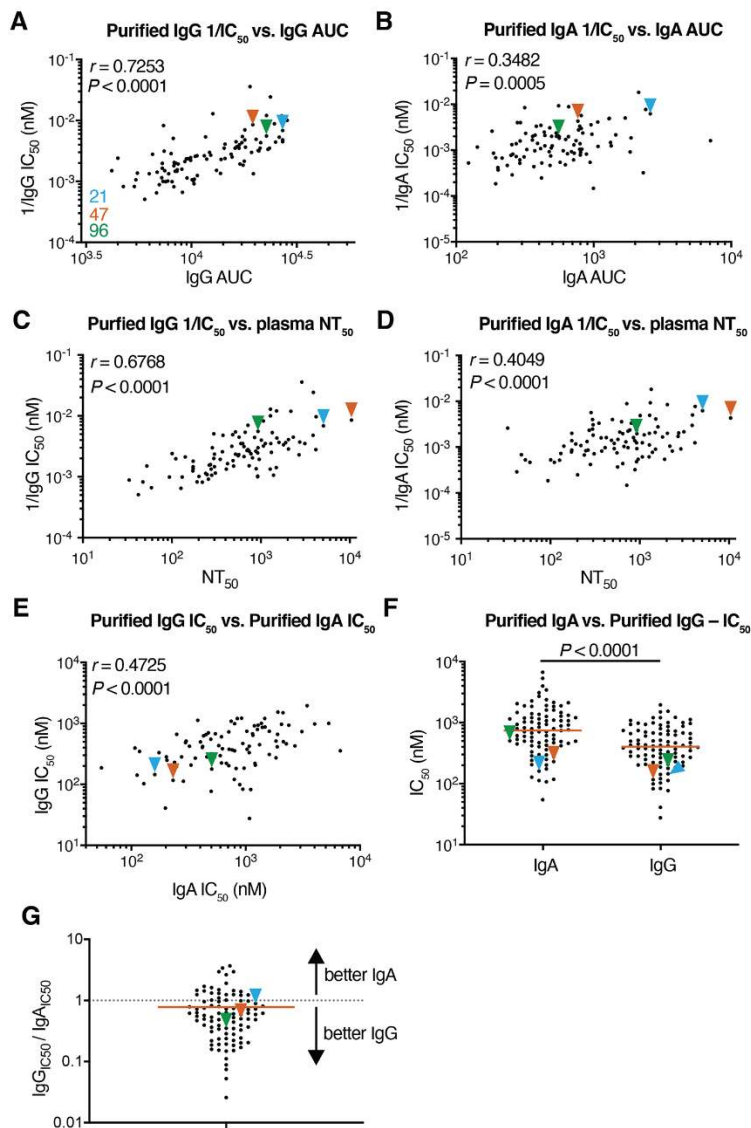 A
Purified IgG 1/IC₅₀ vs. IgG AUC
r = 0.7253
P < 0.0001
1/IgG IC₅₀ (nM)
10⁻¹
10⁻²
10⁻³
10⁻⁴
21
47
96
10³·⁵
10⁴
10⁴·⁵
IgG AUC
B
Purified IgA 1/IC₅₀ vs. IgA AUC
r = 0.3482
P = 0.0005
1/IgA IC₅₀ (nM)
10⁻¹
10⁻²
10⁻³
10⁻⁴
10⁻⁵
10²
10³
10⁴
IgA AUC
C
Purfied IgG 1/IC₅₀ vs. plasma NT₅₀
r = 0.6768
P < 0.0001
1/IgG IC₅₀ (nM)
10⁻¹
10⁻²
10⁻³
10⁻⁴
10¹
10²
10³
10⁴
NT₅₀
D
Purified IgA 1/IC₅₀ vs. plasma NT₅₀
r = 0.4049
P < 0.0001
1/IgA IC₅₀ (nM)
10⁻¹
10⁻²
10⁻³
10⁻⁴
10⁻⁵
10¹
10²
10³
10⁴
NT₅₀
E
Purified IgG IC₅₀ vs. Purified IgA IC₅₀
r = 0.4725
P < 0.0001
IgG IC₅₀ (nM)
10⁴
10³
10²
10¹
10²
10³
10⁴
IgA IC₅₀ (nM)
F
Purified IgA vs. Purified IgG – IC₅₀
P < 0.0001
IC₅₀ (nM)
10⁴
10³
10²
10¹
IgA
IgG
G
IgG_IC50 / IgA_IC50
10
1
0.1
0.01
better IgA
better IgG